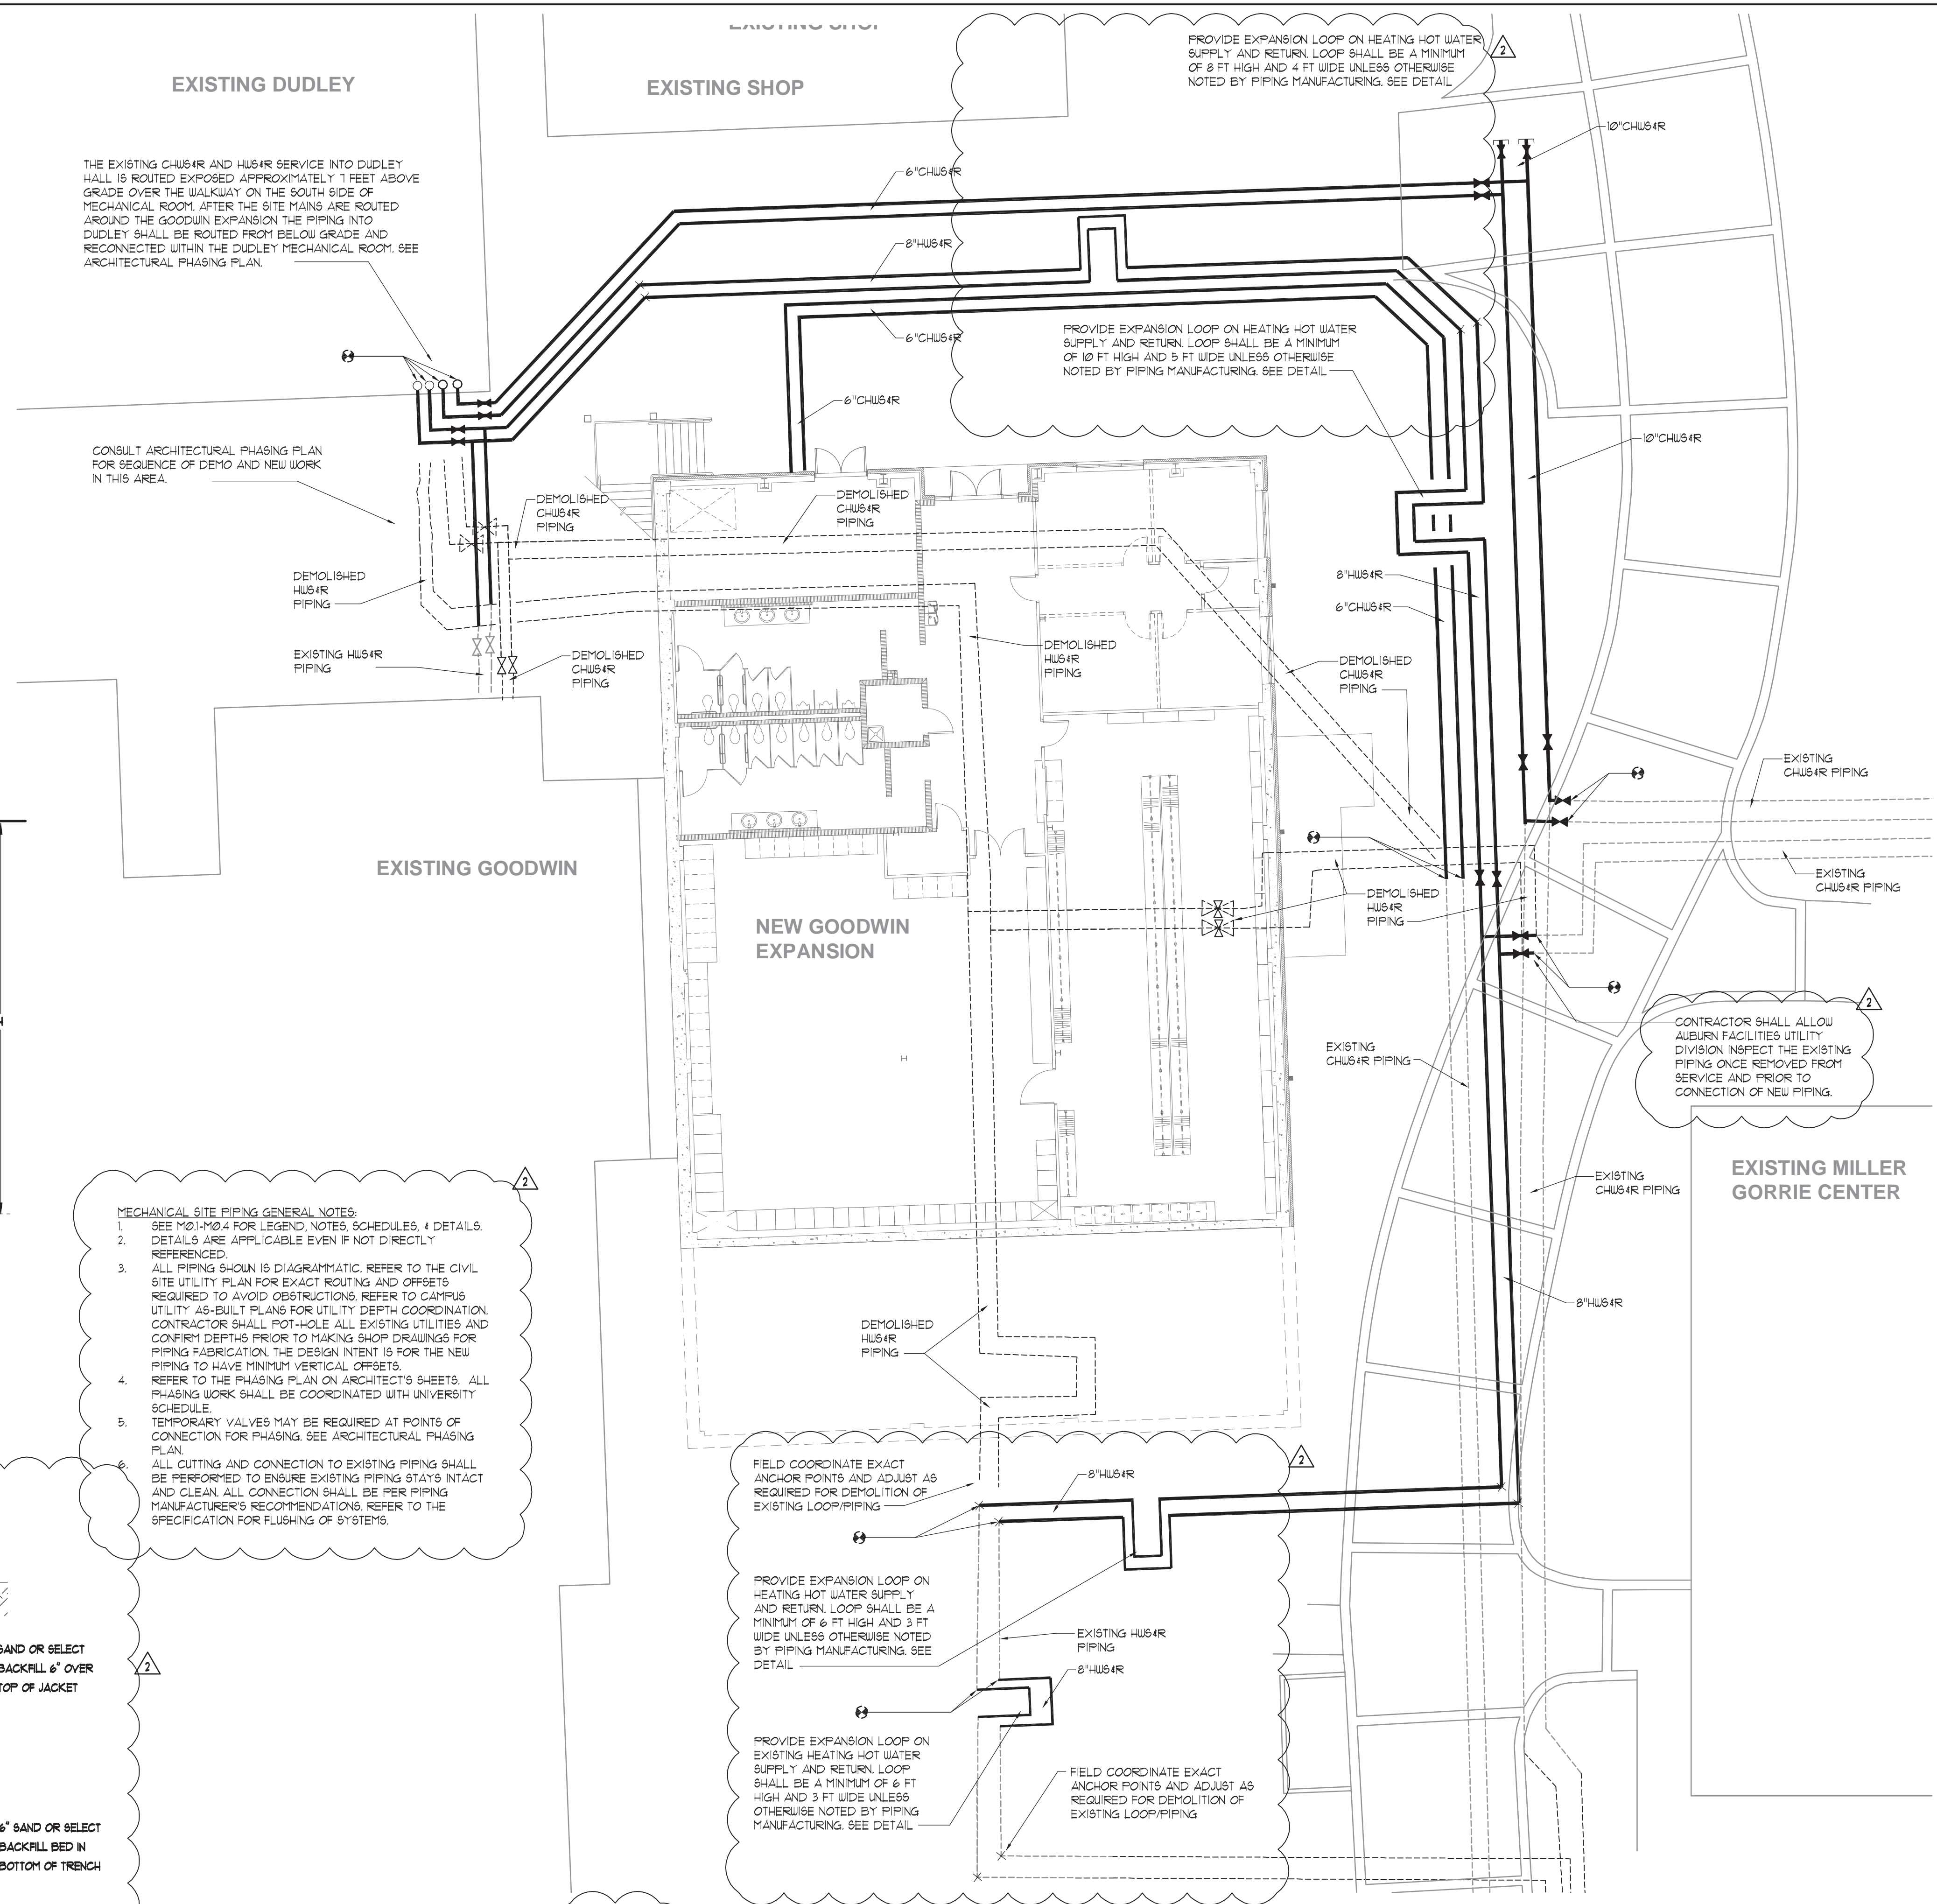 EXISTING SHOP
EXISTING DUDLEY
EXISTING SHOP
PROVIDE EXPANSION LOOP ON HEATING HOT WATER
SUPPLY AND RETURN. LOOP SHALL BE A MINIMUM
OF 8 FT HIGH AND 4 FT WIDE UNLESS OTHERWISE
NOTED BY PIPING MANUFACTURING. SEE DETAIL
2
10"CHWS&R
THE EXISTING CHWS&R AND HWS&R SERVICE INTO DUDLEY
HALL IS ROUTED EXPOSED APPROXIMATELY 7 FEET ABOVE
GRADE OVER THE WALKWAY ON THE SOUTH SIDE OF
MECHANICAL ROOM. AFTER THE SITE MAINS ARE ROUTED
AROUND THE GOODWIN EXPANSION THE PIPING INTO
DUDLEY SHALL BE ROUTED FROM BELOW GRADE AND
RECONNECTED WITHIN THE DUDLEY MECHANICAL ROOM. SEE
ARCHITECTURAL PHASING PLAN.
6"CHWS&R
8"HWS&R
6"CHWS&R
PROVIDE EXPANSION LOOP ON HEATING HOT WATER
SUPPLY AND RETURN. LOOP SHALL BE A MINIMUM
OF 10 FT HIGH AND 5 FT WIDE UNLESS OTHERWISE
NOTED BY PIPING MANUFACTURING. SEE DETAIL
6"CHWS&R
10"CHWS&R
CONSULT ARCHITECTURAL PHASING PLAN
FOR SEQUENCE OF DEMO AND NEW WORK
IN THIS AREA.
DEMOLISHED
CHWS&R
PIPING
DEMOLISHED
CHWS&R
PIPING
DEMOLISHED
HWS&R
PIPING
8"HWS&R
6"CHWS&R
EXISTING HWS&R
PIPING
DEMOLISHED
CHWS&R
PIPING
DEMOLISHED
HWS&R
PIPING
DEMOLISHED
CHWS&R
PIPING
EXISTING
CHWS&R PIPING
EXISTING GOODWIN
EXISTING
CHWS&R PIPING
DEMOLISHED
HWS&R
PIPING
NEW GOODWIN
EXPANSION
2
CONTRACTOR SHALL ALLOW
AUBURN FACILITIES UTILITY
DIVISION INSPECT THE EXISTING
PIPING ONCE REMOVED FROM
SERVICE AND PRIOR TO
CONNECTION OF NEW PIPING.
EXISTING
CHWS&R PIPING
EXISTING MILLER
GORRIE CENTER
EXISTING
CHWS&R PIPING
2
MECHANICAL SITE PIPING GENERAL NOTES:
1. SEE M0.1-M0.4 FOR LEGEND, NOTES, SCHEDULES, & DETAILS.
2. DETAILS ARE APPLICABLE EVEN IF NOT DIRECTLY
REFERENCED.
3. ALL PIPING SHOWN IS DIAGRAMMATIC. REFER TO THE CIVIL
SITE UTILITY PLAN FOR EXACT ROUTING AND OFFSETS
REQUIRED TO AVOID OBSTRUCTIONS. REFER TO CAMPUS
UTILITY AS-BUILT PLANS FOR UTILITY DEPTH COORDINATION.
CONTRACTOR SHALL POT-HOLE ALL EXISTING UTILITIES AND
CONFIRM DEPTHS PRIOR TO MAKING SHOP DRAWINGS FOR
PIPING FABRICATION. THE DESIGN INTENT IS FOR THE NEW
PIPING TO HAVE MINIMUM VERTICAL OFFSETS.
4. REFER TO THE PHASING PLAN ON ARCHITECT'S SHEETS. ALL
PHASING WORK SHALL BE COORDINATED WITH UNIVERSITY
SCHEDULE.
5. TEMPORARY VALVES MAY BE REQUIRED AT POINTS OF
CONNECTION FOR PHASING. SEE ARCHITECTURAL PHASING
PLAN.
6. ALL CUTTING AND CONNECTION TO EXISTING PIPING SHALL
BE PERFORMED TO ENSURE EXISTING PIPING STAYS INTACT
AND CLEAN. ALL CONNECTION SHALL BE PER PIPING
MANUFACTURER'S RECOMMENDATIONS. REFER TO THE
SPECIFICATION FOR FLUSHING OF SYSTEMS.
8"HWS&R
DEMOLISHED
HWS&R
PIPING
2
FIELD COORDINATE EXACT
ANCHOR POINTS AND ADJUST AS
REQUIRED FOR DEMOLITION OF
EXISTING LOOP/PIPING
8"HWS&R
PROVIDE EXPANSION LOOP ON
HEATING HOT WATER SUPPLY
AND RETURN. LOOP SHALL BE A
MINIMUM OF 6 FT HIGH AND 3 FT
WIDE UNLESS OTHERWISE NOTED
BY PIPING MANUFACTURING. SEE
DETAIL
EXISTING HWS&R
PIPING
8"HWS&R
PROVIDE EXPANSION LOOP ON
EXISTING HEATING HOT WATER
SUPPLY AND RETURN. LOOP
SHALL BE A MINIMUM OF 6 FT
HIGH AND 3 FT WIDE UNLESS
OTHERWISE NOTED BY PIPING
MANUFACTURING. SEE DETAIL
FIELD COORDINATE EXACT
ANCHOR POINTS AND ADJUST AS
REQUIRED FOR DEMOLITION OF
EXISTING LOOP/PIPING
SAND OR SELECT
BACKFILL 6" OVER
TOP OF JACKET
2
6" SAND OR SELECT
BACKFILL BED IN
BOTTOM OF TRENCH